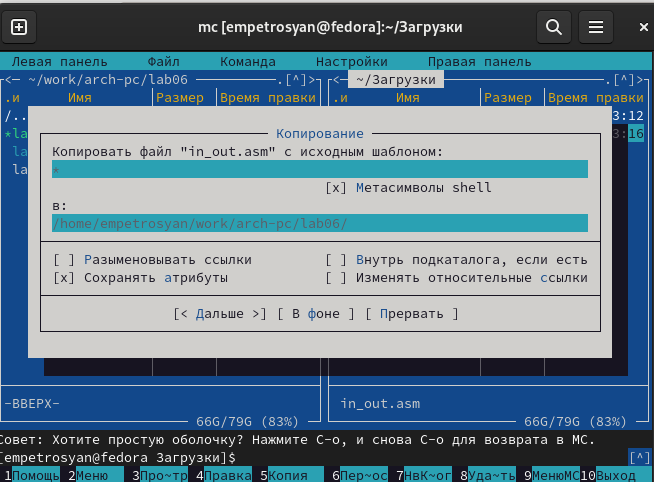 mc [empetrosyan@fedora]:~/Загрузки
Левая панель Файл Команда Настройки Правая панель
<— ~/work/arch-pc/lab06 .[^]> <— ~/Загрузки .[^]>
.и Имя Размер Время правки .и Имя Размер Время правки
/.. 3:12
*la 3:16
la
la
Копирование
Копировать файл "in_out.asm" с исходным шаблоном:
*
[x] Метасимволы shell
в:
/home/empetrosyan/work/arch-pc/lab06/
[ ] Разыменовывать ссылки [ ] Внутрь подкаталога, если есть
[x] Сохранять атрибуты [ ] Изменять относительные ссылки
[< Дальше >] [ В фоне ] [ Прервать ]
-ВВЕРХ- in_out.asm
66G/79G (83%) 66G/79G (83%)
Совет: Хотите простую оболочку? Нажмите C-o, и снова C-o для возврата в MC.
[empetrosyan@fedora Загрузки]$ [^]
1Помощь 2Меню 3Про~тр 4Правка 5Копия 6Пер~ос 7НвК~ог 8Уда~ть 9МенюMC 10Выход